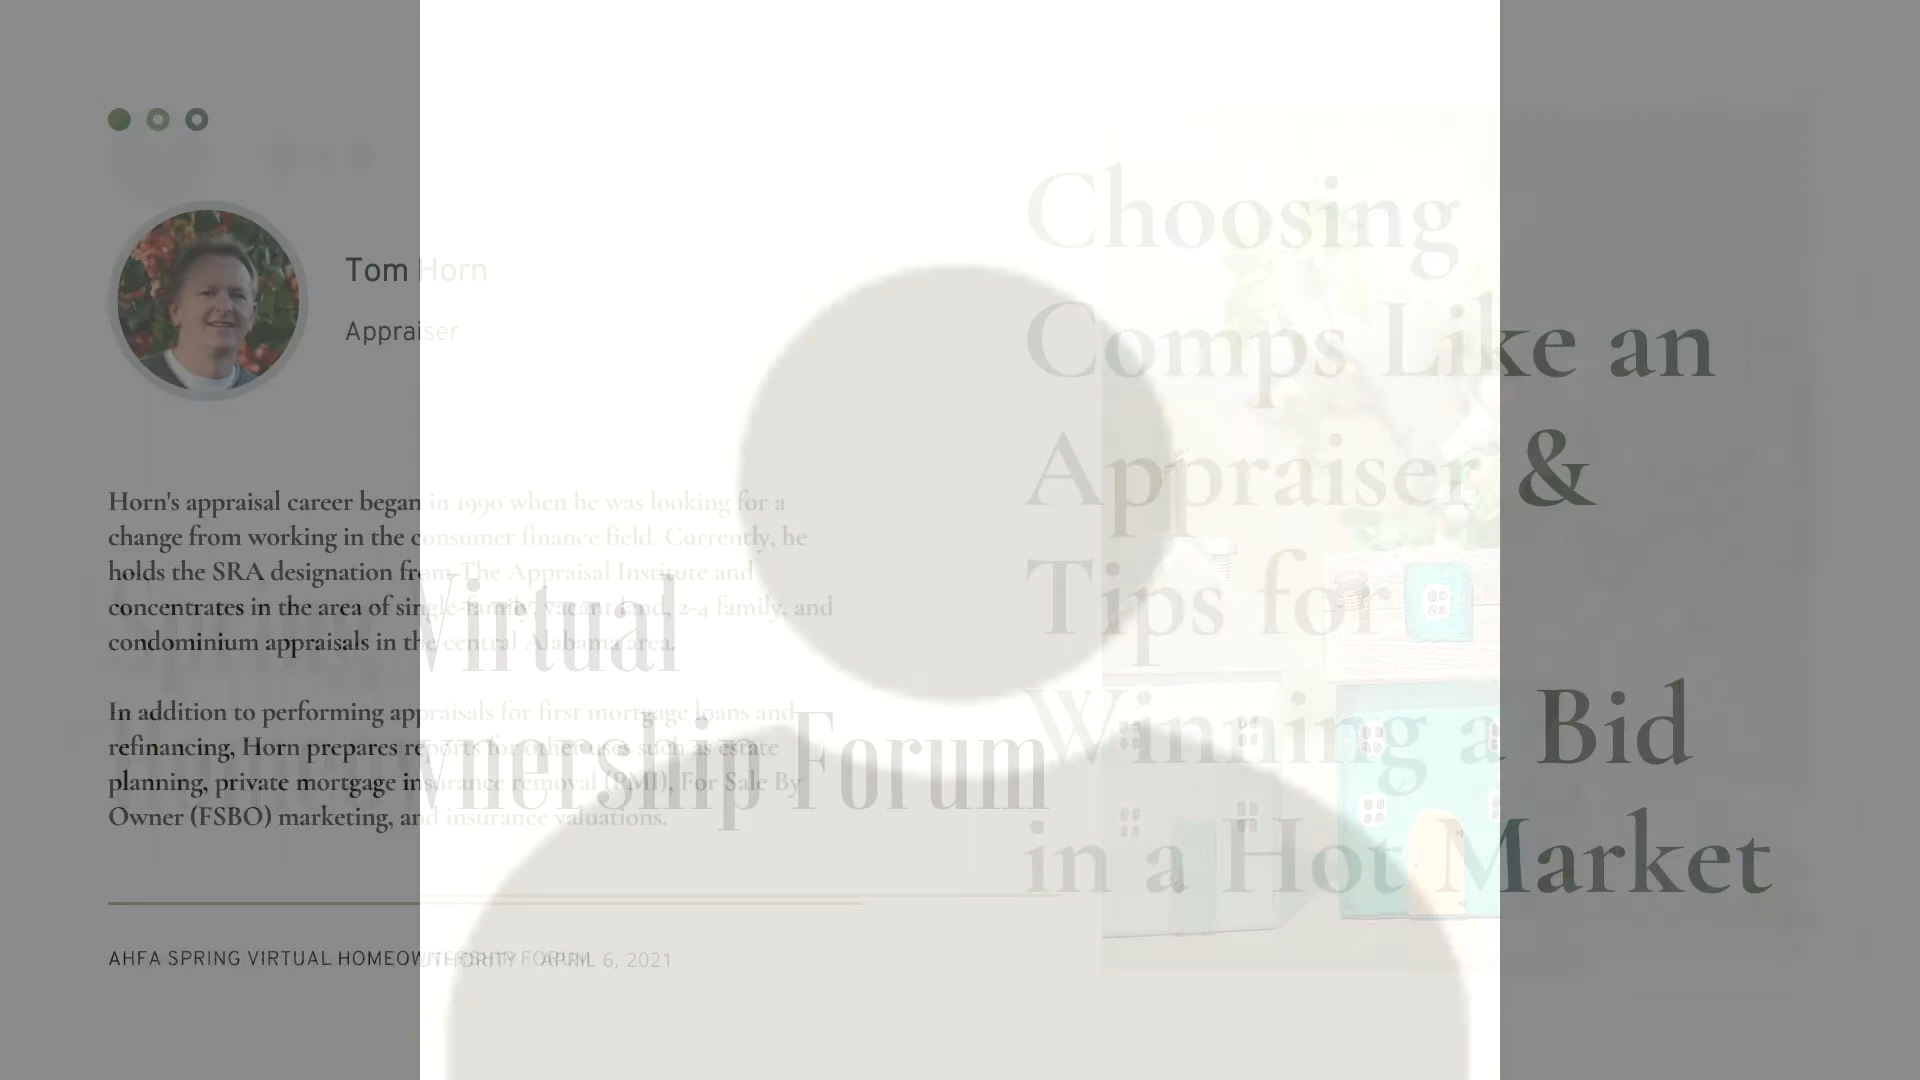 Tom Horn
Appraiser
Horn's appraisal career began in 1990 when he was looking for a
change from working in the consumer finance field. Currently, he
holds the SRA designation from The Appraisal Institute and
concentrates in the area of single-family, vacant land, 2-4 family, and
condominium appraisals in the central Alabama area.
In addition to performing appraisals for first mortgage loans and
refinancing, Horn prepares reports for other uses such as estate
planning, private mortgage insurance removal (PMI), For Sale By
Owner (FSBO) marketing, and insurance valuations.
AHFA SPRING VIRTUAL HOMEOWNERSHIP FORUM
Spring Virtual
Homeownership Forum
AUTHORITY | APRIL 6, 2021
Choosing
Comps Like an
Appraiser &
Tips for
Winning a Bid
in a Hot Market